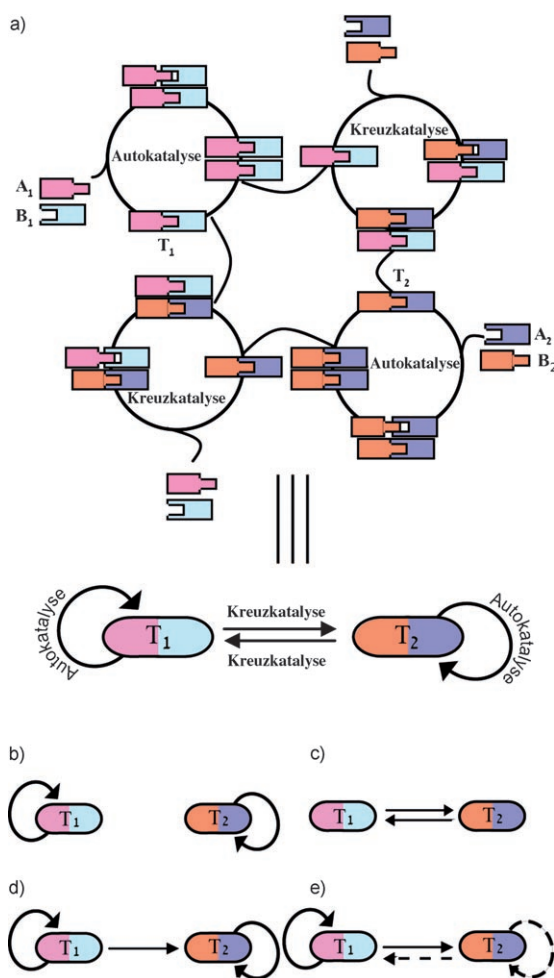 a)
Autokatalyse
Kreuzkatalyse
A1
B1
T1
T2
A2
B2
Kreuzkatalyse
Autokatalyse
Autokatalyse
T1
Kreuzkatalyse
Kreuzkatalyse
T2
Autokatalyse
b)
T1
T2
c)
T1
T2
d)
T1
T2
e)
T1
T2